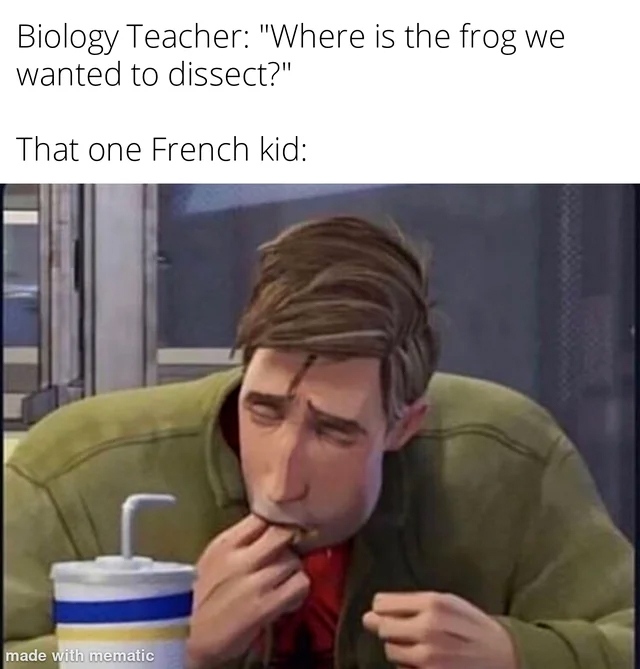 Biology Teacher: "Where is the frog we
wanted to dissect?"
That one French kid:
made with mematic